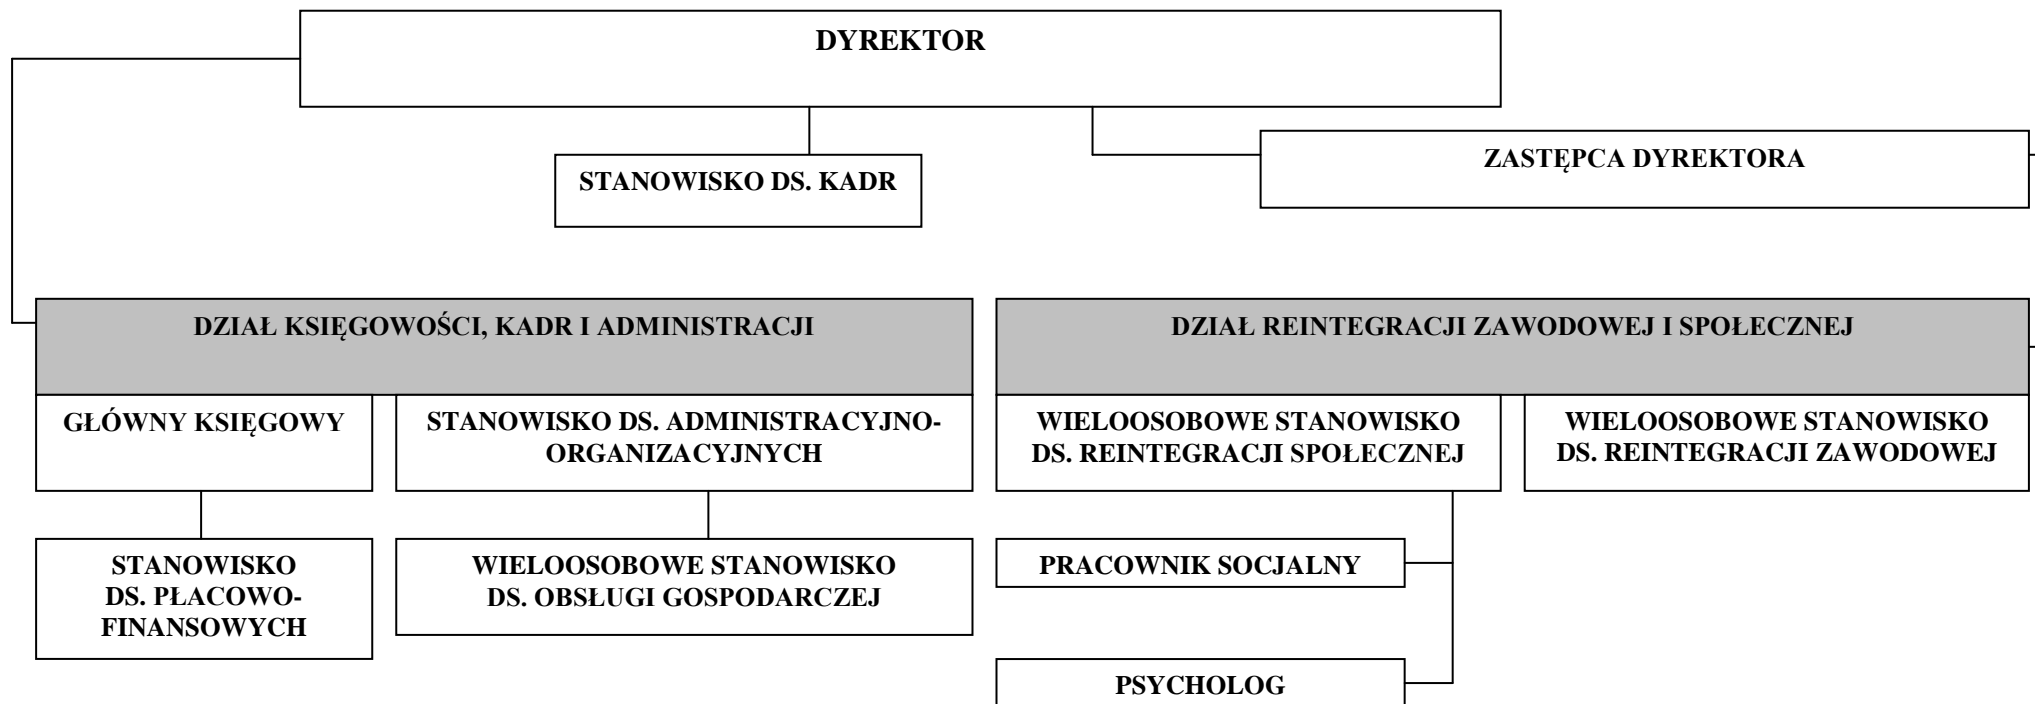 DYREKTOR
ZASTĘPCA DYREKTORA
STANOWISKO DS. KADR
DZIAŁ KSIĘGOWOŚCI, KADR I ADMINISTRACJI
DZIAŁ REINTEGRACJI ZAWODOWEJ I SPOŁECZNEJ
GŁÓWNY KSIĘGOWY
STANOWISKO DS. ADMINISTRACYJNO-
ORGANIZACYJNYCH
WIELOOSOBOWE STANOWISKO
DS. REINTEGRACJI SPOŁECZNEJ
WIELOOSOBOWE STANOWISKO
DS. REINTEGRACJI ZAWODOWEJ
STANOWISKO
DS. PŁACOWO-
FINANSOWYCH
WIELOOSOBOWE STANOWISKO
DS. OBSŁUGI GOSPODARCZEJ
PRACOWNIK SOCJALNY
PSYCHOLOG